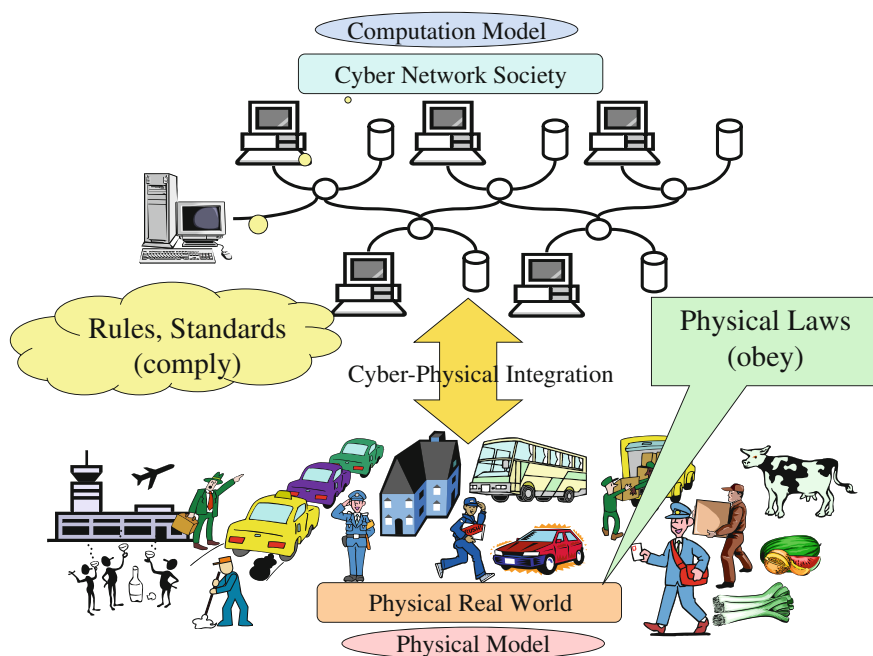 Computation Model
Cyber Network Society
Rules, Standards
(comply)
Physical Laws
(obey)
Cyber-Physical Integration
Physical Real World
Physical Model